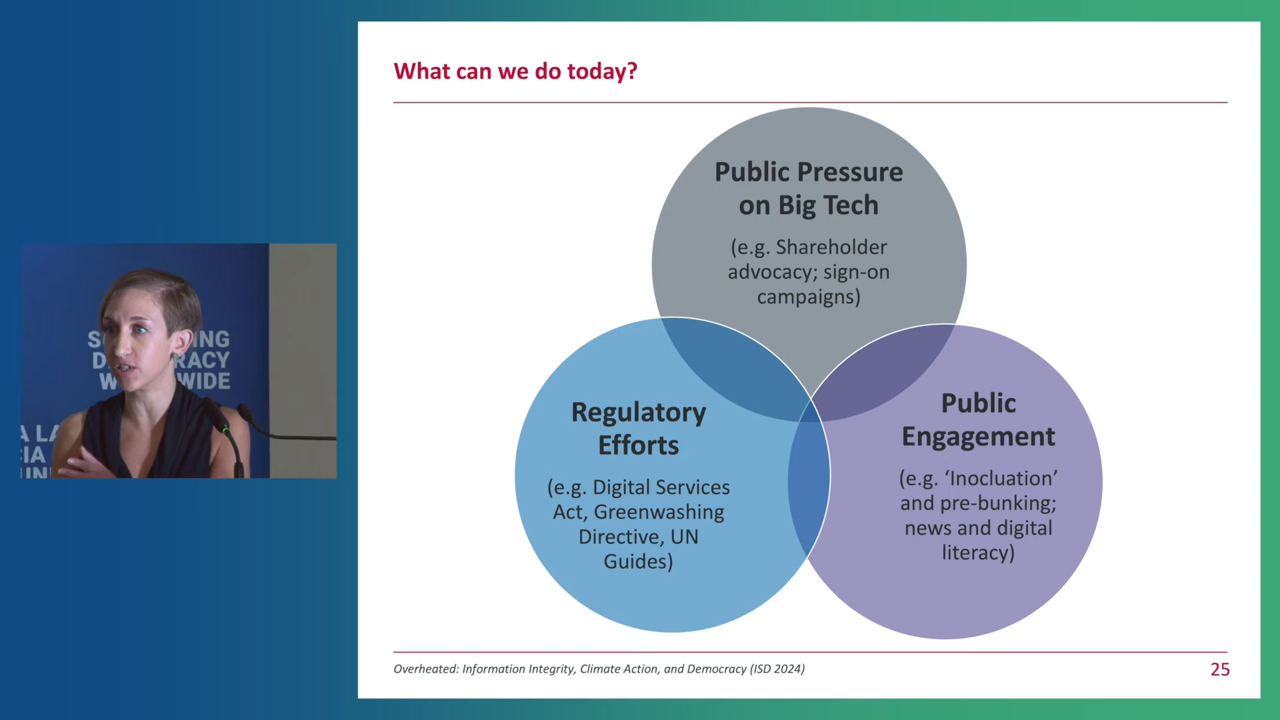 What can we do today?
Public Pressure
on Big Tech
(e.g. Shareholder
advocacy; sign-on
campaigns)
Regulatory
Efforts
(e.g. Digital Services
Act, Greenwashing
Directive, UN
Guides)
Public
Engagement
(e.g. ‘Inocluation’
and pre-bunking;
news and digital
literacy)
Overheated: Information Integrity, Climate Action, and Democracy (ISD 2024)
25
WIDE